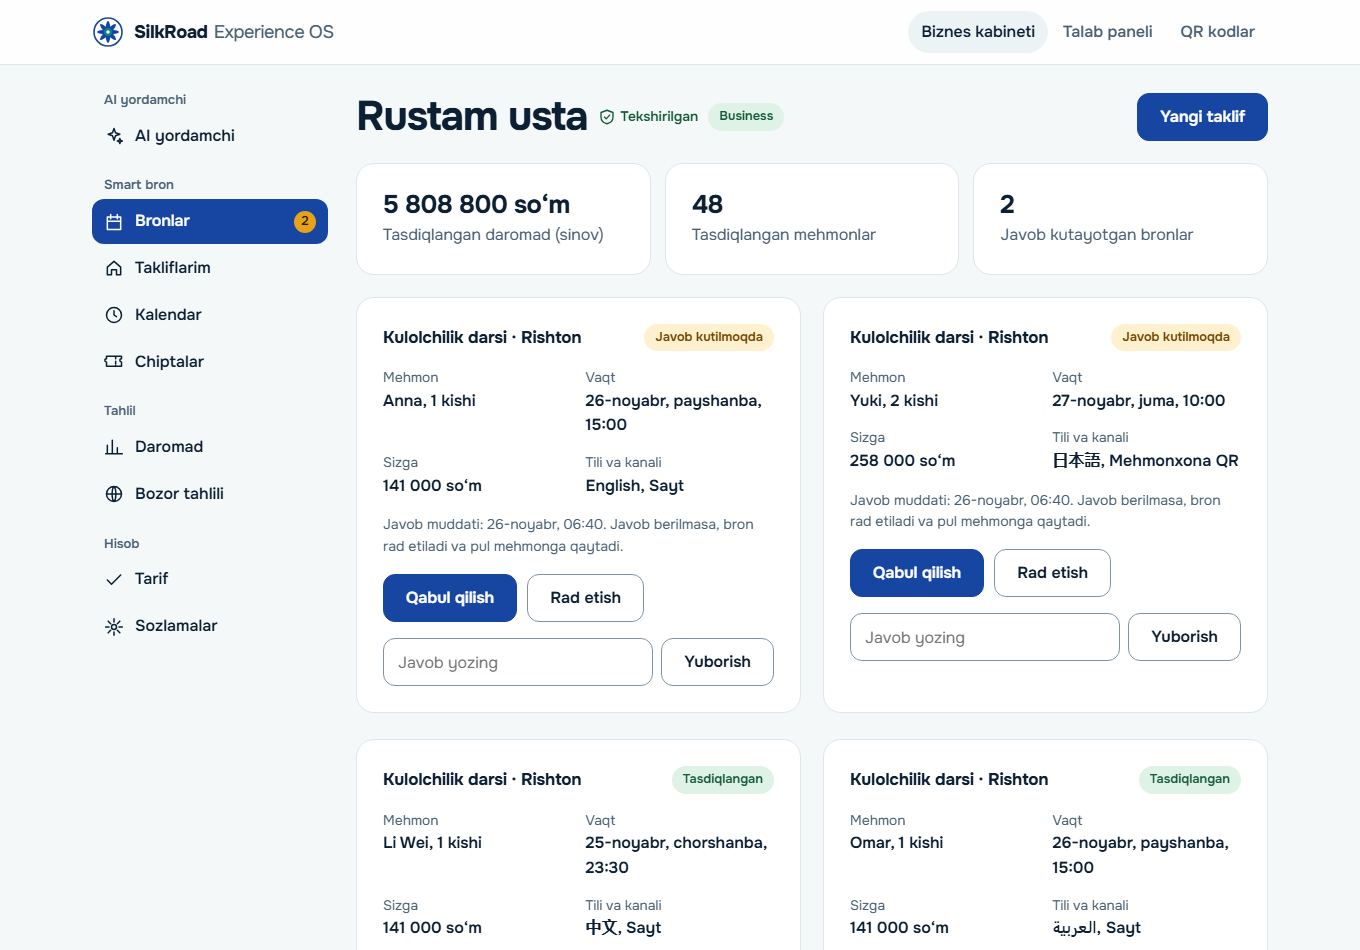 SilkRoad Experience OS
Biznes kabineti
Talab paneli
QR kodlar
AI yordamchi
AI yordamchi
Smart bron
Bronlar
2
Takliflarim
Kalendar
Chiptalar
Tahlil
Daromad
Bozor tahlili
Hisob
Tarif
Sozlamalar
Rustam usta
Tekshirilgan
Business
Yangi taklif
5 808 800 so‘m
Tasdiqlangan daromad (sinov)
48
Tasdiqlangan mehmonlar
2
Javob kutayotgan bronlar
Kulolchilik darsi · Rishton
Javob kutilmoqda
Mehmon
Anna, 1 kishi
Vaqt
26-noyabr, payshanba,
15:00
Sizga
141 000 so‘m
Tili va kanali
English, Sayt
Javob muddati: 26-noyabr, 06:40. Javob berilmasa, bron
rad etiladi va pul mehmonga qaytadi.
Qabul qilish
Rad etish
Javob yozing
Yuborish
Kulolchilik darsi · Rishton
Javob kutilmoqda
Mehmon
Yuki, 2 kishi
Vaqt
27-noyabr, juma, 10:00
Sizga
258 000 so‘m
Tili va kanali
日本語, Mehmonxona QR
Javob muddati: 26-noyabr, 06:40. Javob berilmasa, bron
rad etiladi va pul mehmonga qaytadi.
Qabul qilish
Rad etish
Javob yozing
Yuborish
Kulolchilik darsi · Rishton
Tasdiqlangan
Mehmon
Li Wei, 1 kishi
Vaqt
25-noyabr, chorshanba,
23:30
Sizga
141 000 so‘m
Tili va kanali
中文, Sayt
Kulolchilik darsi · Rishton
Tasdiqlangan
Mehmon
Omar, 1 kishi
Vaqt
26-noyabr, payshanba,
15:00
Sizga
141 000 so‘m
Tili va kanali
العربية, Sayt